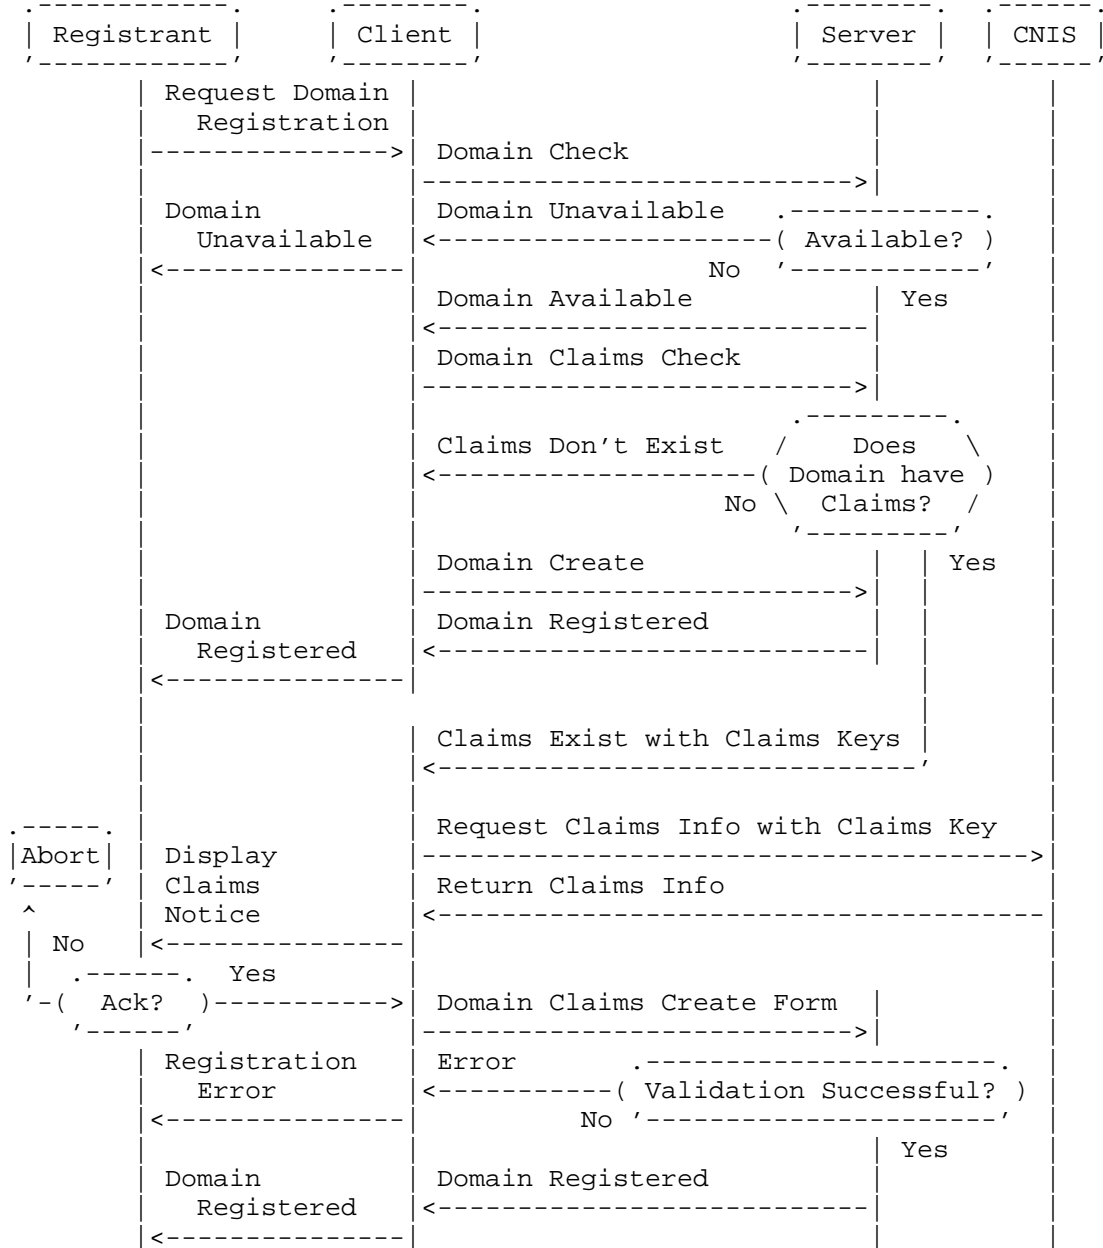 Registrant Client Server CNIS
Request Domain
Registration
Domain Check
Domain Domain Unavailable
Unavailable Available?
No
Domain Available Yes
Domain Claims Check
Claims Don't Exist Does
Domain have
No Claims?
Domain Create Yes
Domain Domain Registered
Registered
Claims Exist with Claims Keys
Request Claims Info with Claims Key
Abort Display
Claims Return Claims Info
Notice
No
Yes
Ack? Domain Claims Create Form
Registration Error
Error Validation Successful?
No
Yes
Domain Domain Registered
Registered